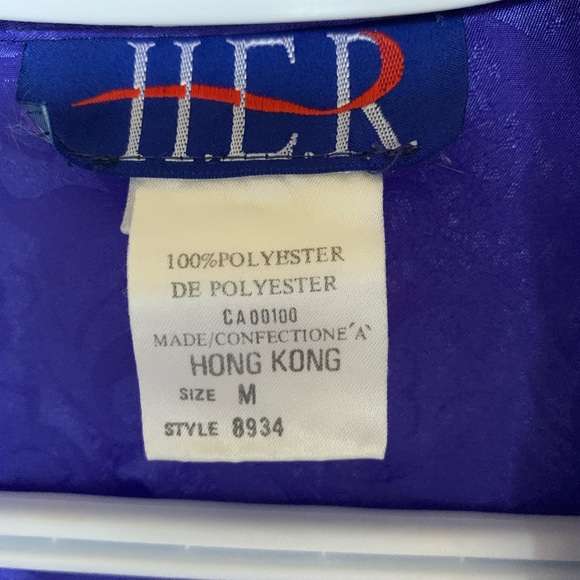 H.E.R.
100%POLYESTER
DE POLYESTER
CA00100
MADE/CONFECTIONE´A`
HONG KONG
SIZE M
STYLE 8934